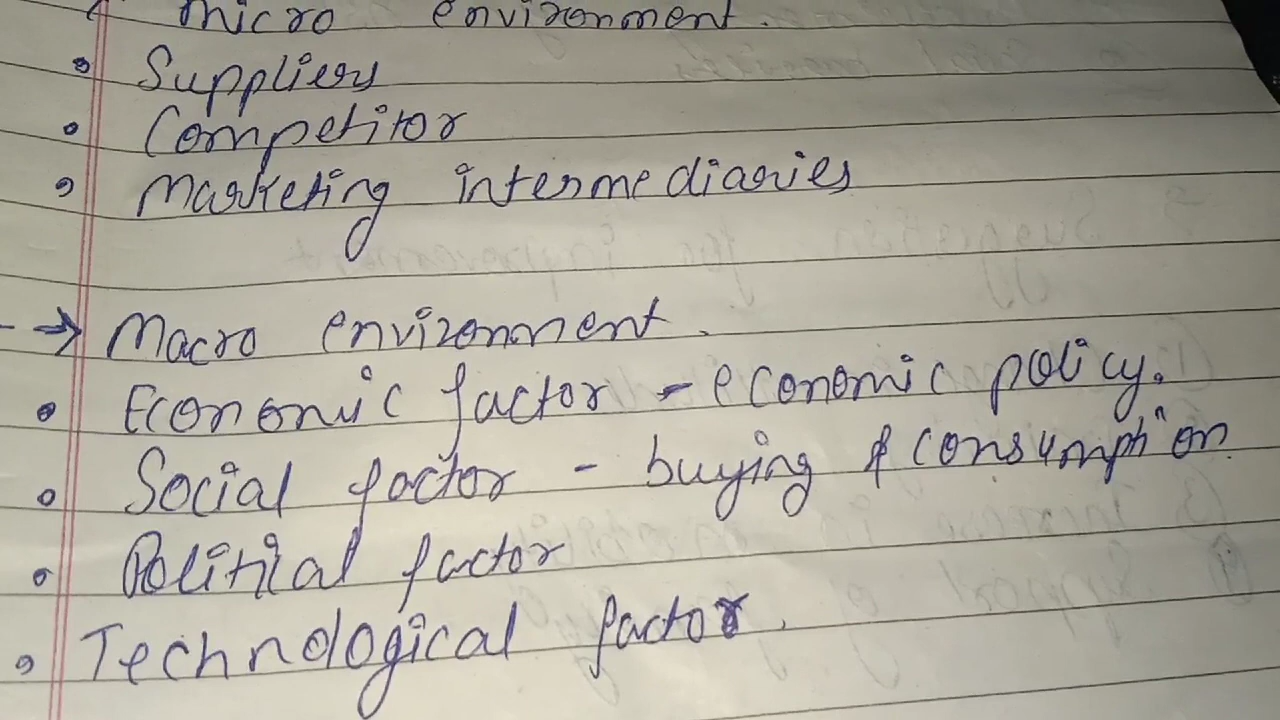 micro environment.
Suppliers
Competitor
Marketing intermediaries
→ Macro environment.
Economic factor - economic policy.
Social factor - buying & consumption
Political factor
Technological factor.